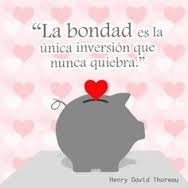 “La bondad es la
única inversión que
nunca quiebra.”
Henry David Thoreau